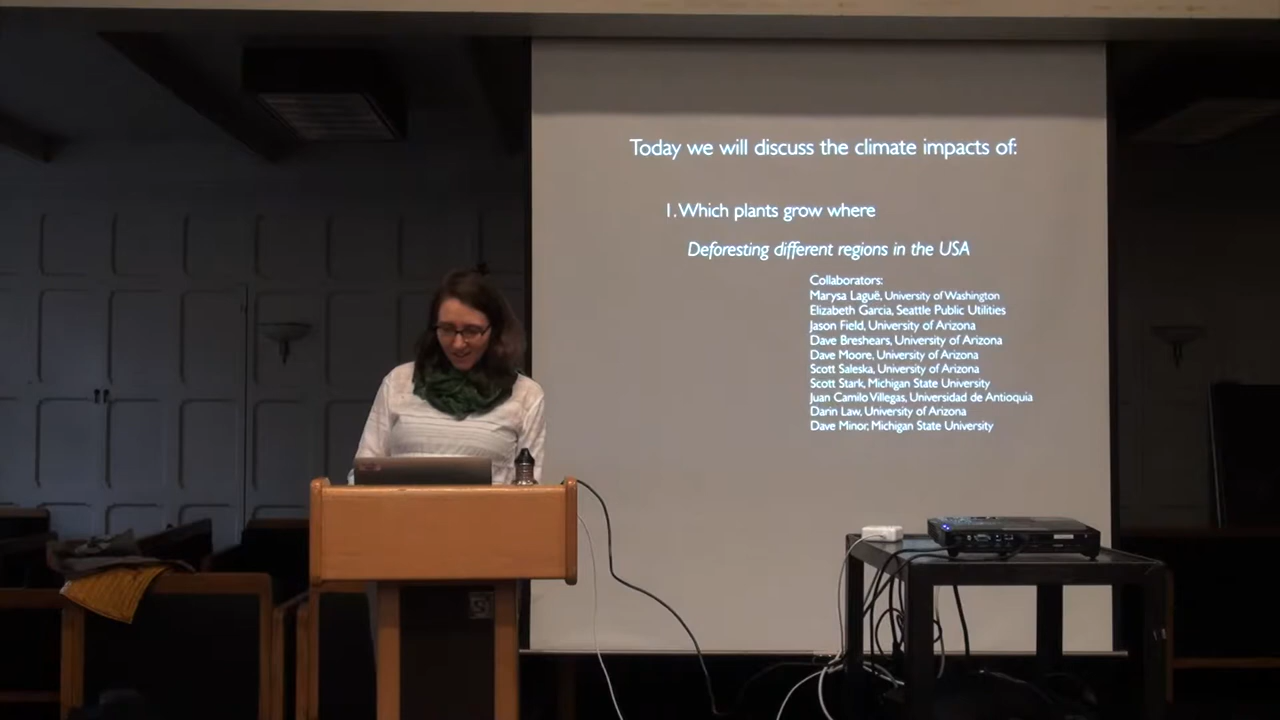 Today we will discuss the climate impacts of:
1. Which plants grow where
Deforesting different regions in the USA
Collaborators:
Marysa Laguë, University of Washington
Elizabeth Garcia, Seattle Public Utilities
Jason Field, University of Arizona
Dave Breshears, University of Arizona
Dave Moore, University of Arizona
Scott Saleska, University of Arizona
Scott Stark, Michigan State University
Juan Camilo Villegas, Universidad de Antioquia
Darin Law, University of Arizona
Dave Minor, Michigan State University